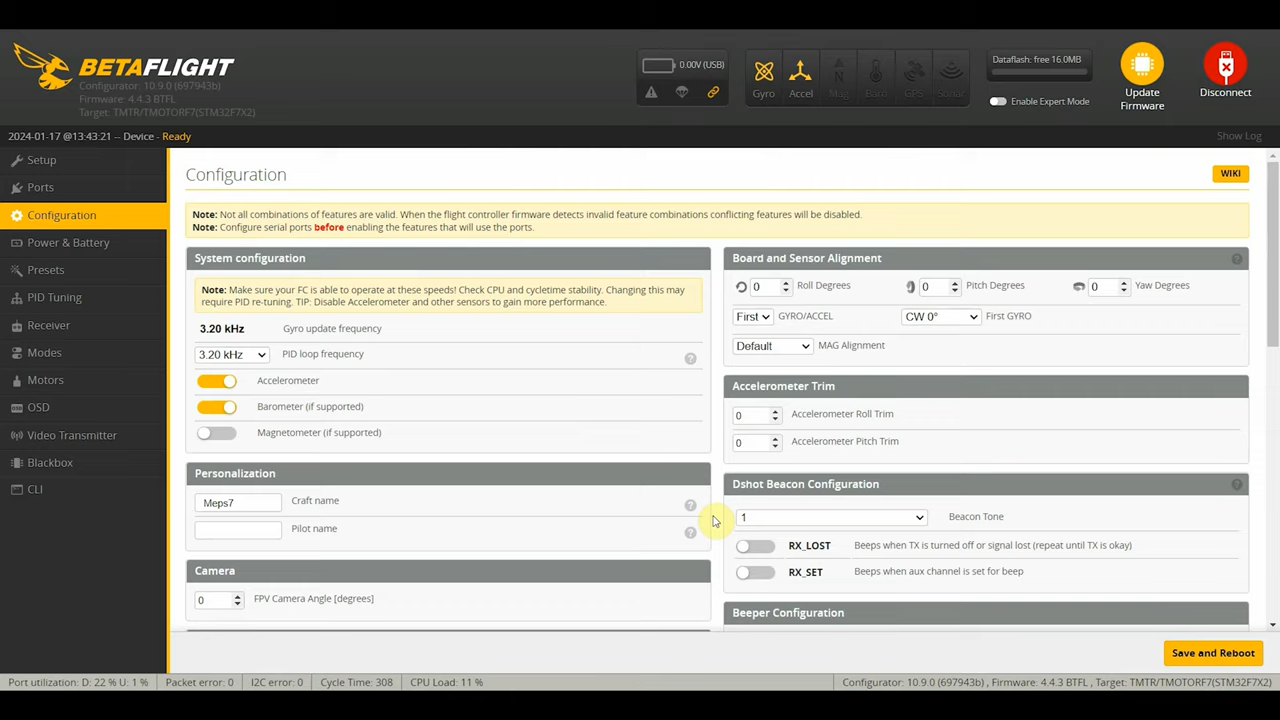 BETAFLIGHT
Configurator: 10.9.0 (697943b)
Firmware: 4.4.3 BTFL
Target: TMTR/TMOTORF7(STM32F7X2)
0.00V (USB)
Gyro
Accel
Mag
Baro
GPS
Sonar
Dataflash: free 16.0MB
Enable Expert Mode
Update
Firmware
Disconnect
2024-01-17 @13:43:21 -- Device - Ready
Show Log
Setup
Ports
Configuration
Power & Battery
Presets
PID Tuning
Receiver
Modes
Motors
OSD
Video Transmitter
Blackbox
CLI
Configuration
WIKI
Note: Not all combinations of features are valid. When the flight controller firmware detects invalid feature combinations conflicting features will be disabled.
Note: Configure serial ports before enabling the features that will use the ports.
System configuration
Note: Make sure your FC is able to operate at these speeds! Check CPU and cycletime stability. Changing this may
require PID re-tuning. TIP: Disable Accelerometer and other sensors to gain more performance.
3.20 kHz Gyro update frequency
3.20 kHz PID loop frequency
Accelerometer
Barometer (if supported)
Magnetometer (if supported)
Personalization
Meps7 Craft name
Pilot name
Camera
0 FPV Camera Angle [degrees]
Board and Sensor Alignment
0 Roll Degrees 0 Pitch Degrees 0 Yaw Degrees
First GYRO/ACCEL CW 0° First GYRO
Default MAG Alignment
Accelerometer Trim
0 Accelerometer Roll Trim
0 Accelerometer Pitch Trim
Dshot Beacon Configuration
1 Beacon Tone
RX_LOST Beeps when TX is turned off or signal lost (repeat until TX is okay)
RX_SET Beeps when aux channel is set for beep
Beeper Configuration
Save and Reboot
Port utilization: D: 22 % U: 1 % Packet error: 0 I2C error: 0 Cycle Time: 308 CPU Load: 11 %
Configurator: 10.9.0 (697943b) , Firmware: 4.4.3 BTFL , Target: TMTR/TMOTORF7(STM32F7X2)